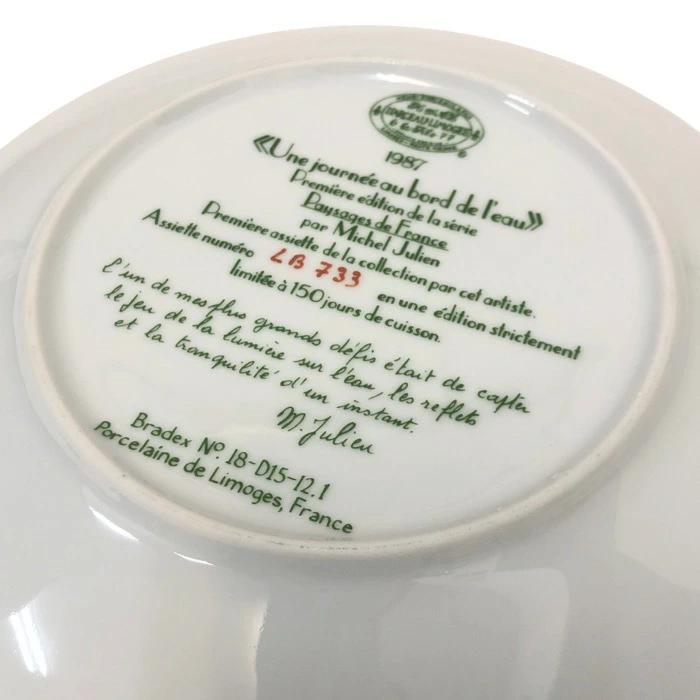 1987
«Une journée au bord de l'eau»
Première édition de la série
Paysages de France
par Michel Julien
Première assiette de la collection par cet artiste.
Assiette numéro LB 733 en une édition strictement
limitée à 150 jours de cuisson.
L'un de mes plus grands défis était de capter
le jeu de la lumière sur l'eau, les reflets
et la tranquilité d'un instant.
M. Julien
Bradex Nº. 18-D15-12.1
Porcelaine de Limoges, France